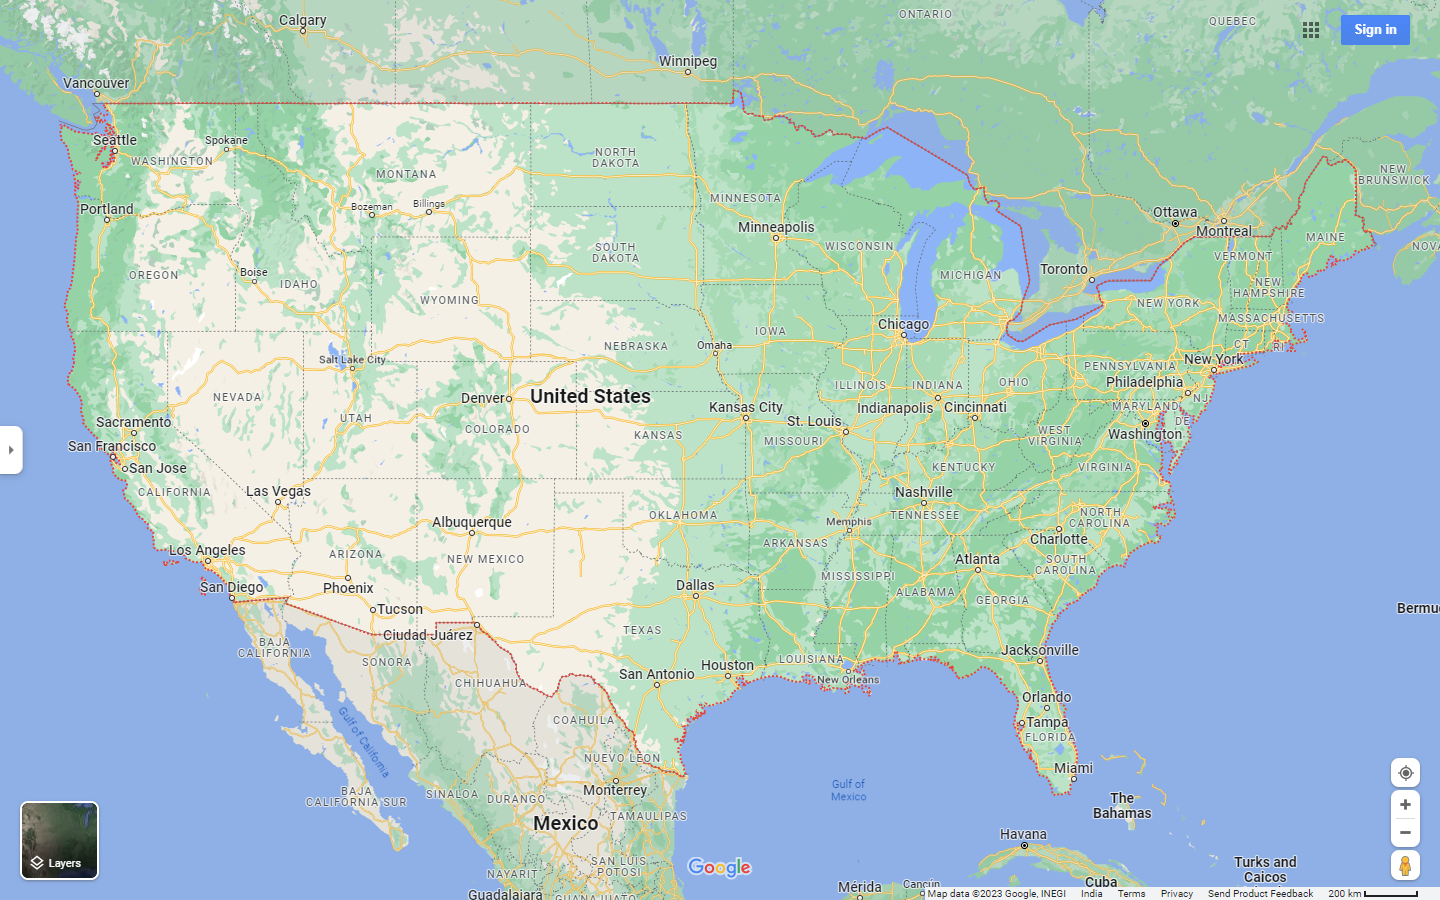 Calgary
ONTARIO
QUEBEC
Sign in
Winnipeg
Vancouver
Seattle
Spokane
WASHINGTON
NORTH
DAKOTA
MONTANA
NEW
BRUNSWICK
MINNESOTA
Bozeman
Billings
Portland
Ottawa
Montreal
Minneapolis
MAINE
WISCONSIN
NOVA
SOUTH
DAKOTA
VERMONT
Boise
OREGON
IDAHO
MICHIGAN
Toronto
NEW
HAMPSHIRE
WYOMING
NEW YORK
MASSACHUSETTS
Chicago
IOWA
Omaha
NEBRASKA
CT
RI
Salt Lake City
New York
PENNSYLVANIA
ILLINOIS
INDIANA
OHIO
Philadelphia
NEVADA
Denver
United States
NJ
MARYLAND
Kansas City
Indianapolis
Cincinnati
UTAH
St. Louis
Sacramento
DE
COLORADO
KANSAS
MISSOURI
WEST
VIRGINIA
Washington
San Francisco
San Jose
KENTUCKY
VIRGINIA
CALIFORNIA
Las Vegas
Nashville
OKLAHOMA
TENNESSEE
NORTH
CAROLINA
Albuquerque
Memphis
Charlotte
ARKANSAS
Los Angeles
ARIZONA
NEW MEXICO
Atlanta
SOUTH
CAROLINA
MISSISSIPPI
San Diego
Phoenix
Dallas
ALABAMA
GEORGIA
Tucson
Bermu
TEXAS
Ciudad Juárez
BAJA
CALIFORNIA
SONORA
Jacksonville
LOUISIANA
Houston
San Antonio
New Orleans
CHIHUAHUA
Orlando
Gulf of California
COAHUILA
Tampa
FLORIDA
NUEVO LEON
Miami
Monterrey
Gulf of
Mexico
BAJA
CALIFORNIA SUR
SINALOA
DURANGO
The
Bahamas
TAMAULIPAS
Mexico
Havana
Layers
SAN LUIS
POTOSI
Google
Turks and
Caicos
NAYARIT
Cuba
Mérida
Cancún
Guadalajara
GUANAJUATO
Map data ©2023 Google, INEGI
India
Terms
Privacy
Send Product Feedback
200 km